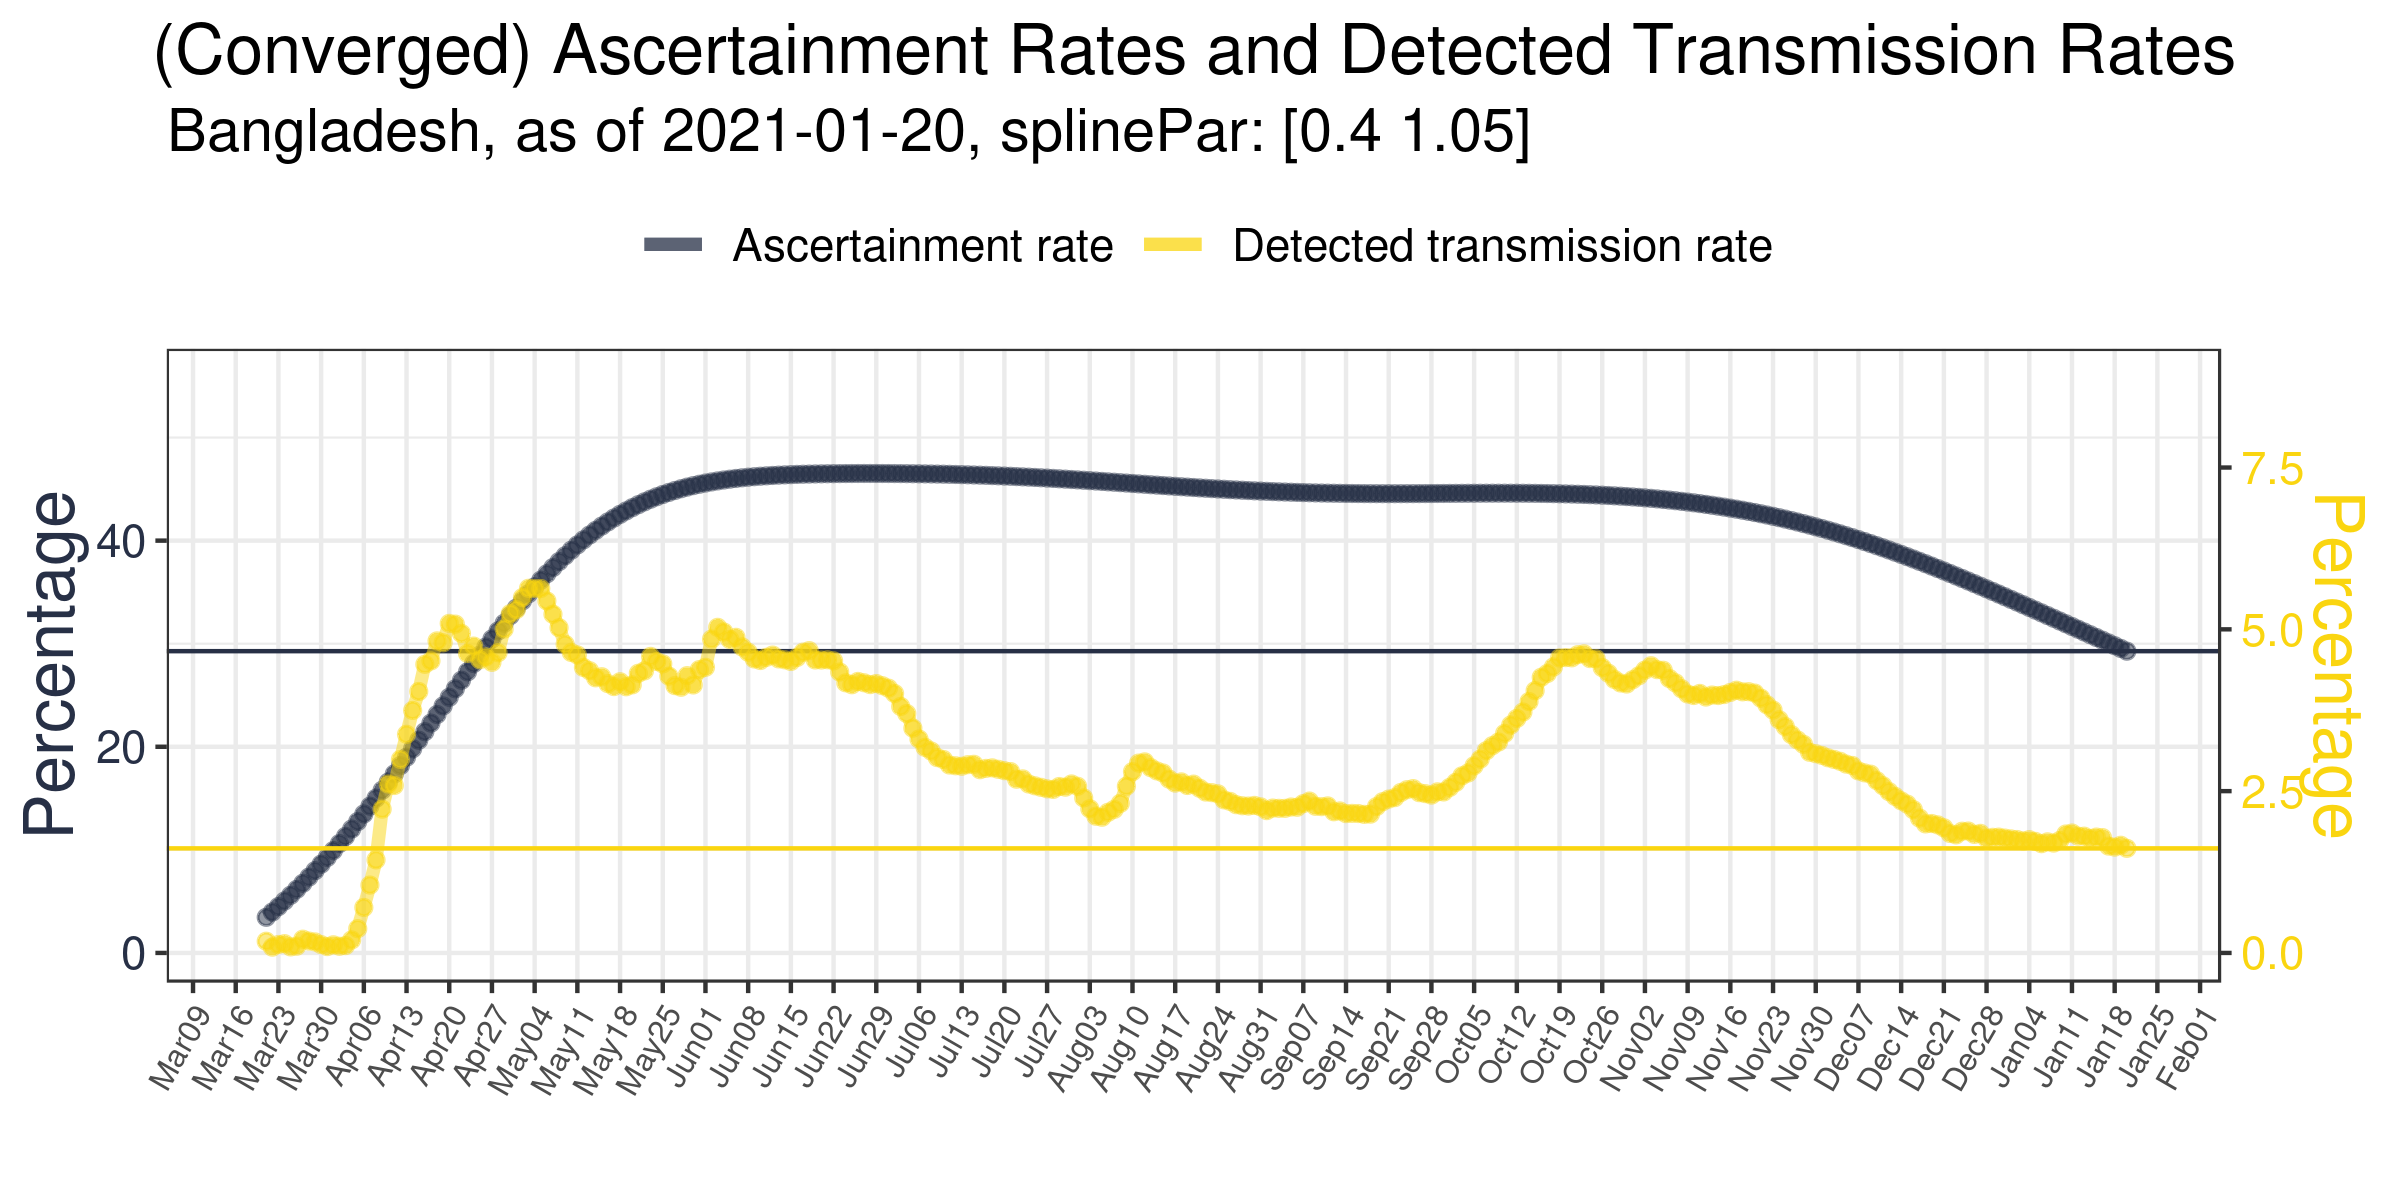 (Converged) Ascertainment Rates and Detected Transmission Rates
Bangladesh, as of 2021-01-20, splinePar: [0.4 1.05]
Ascertainment rate
Detected transmission rate
Percentage
40
20
0
7.5
5.0
2.5
0.0
Percentage
Mar09 Mar16 Mar23 Mar30 Apr06 Apr13 Apr20 Apr27 May04 May11 May18 May25 Jun01 Jun08 Jun15 Jun22 Jun29 Jul06 Jul13 Jul20 Jul27 Aug03 Aug10 Aug17 Aug24 Aug31 Sep07 Sep14 Sep21 Sep28 Oct05 Oct12 Oct19 Oct26 Nov02 Nov09 Nov16 Nov23 Nov30 Dec07 Dec14 Dec21 Dec28 Jan04 Jan11 Jan18 Jan25 Feb01